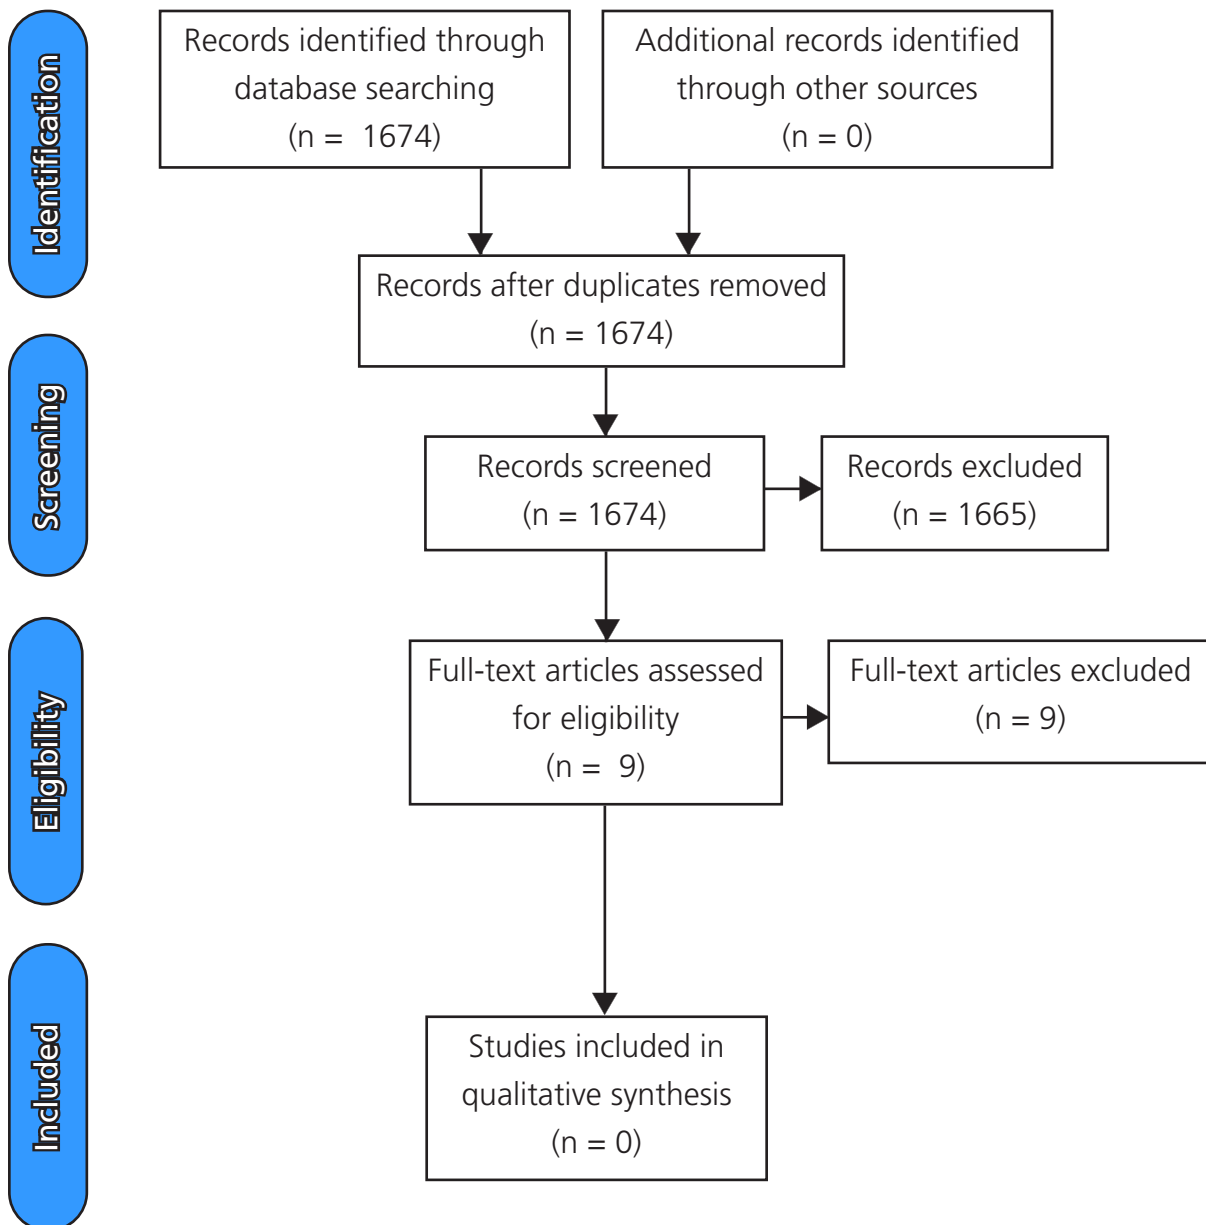 Identification
Records identified through
database searching
(n = 1674)
Additional records identified
through other sources
(n = 0)
Records after duplicates removed
(n = 1674)
Screening
Records screened
(n = 1674)
Records excluded
(n = 1665)
Eligibility
Full-text articles assessed
for eligibility
(n = 9)
Full-text articles excluded
(n = 9)
Included
Studies included in
qualitative synthesis
(n = 0)